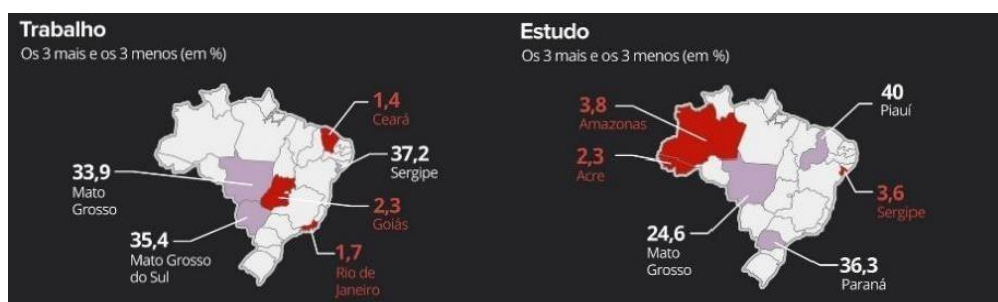 Trabalho
Os 3 mais e os 3 menos (em %)
1,4
Ceará
33,9
Mato
Grosso
37,2
Sergipe
2,3
Goiás
35,4
Mato Grosso
do Sul
1,7
Rio de
Janeiro
Estudo
Os 3 mais e os 3 menos (em %)
3,8
Amazonas
40
Piauí
2,3
Acre
3,6
Sergipe
24,6
Mato
Grosso
36,3
Paraná